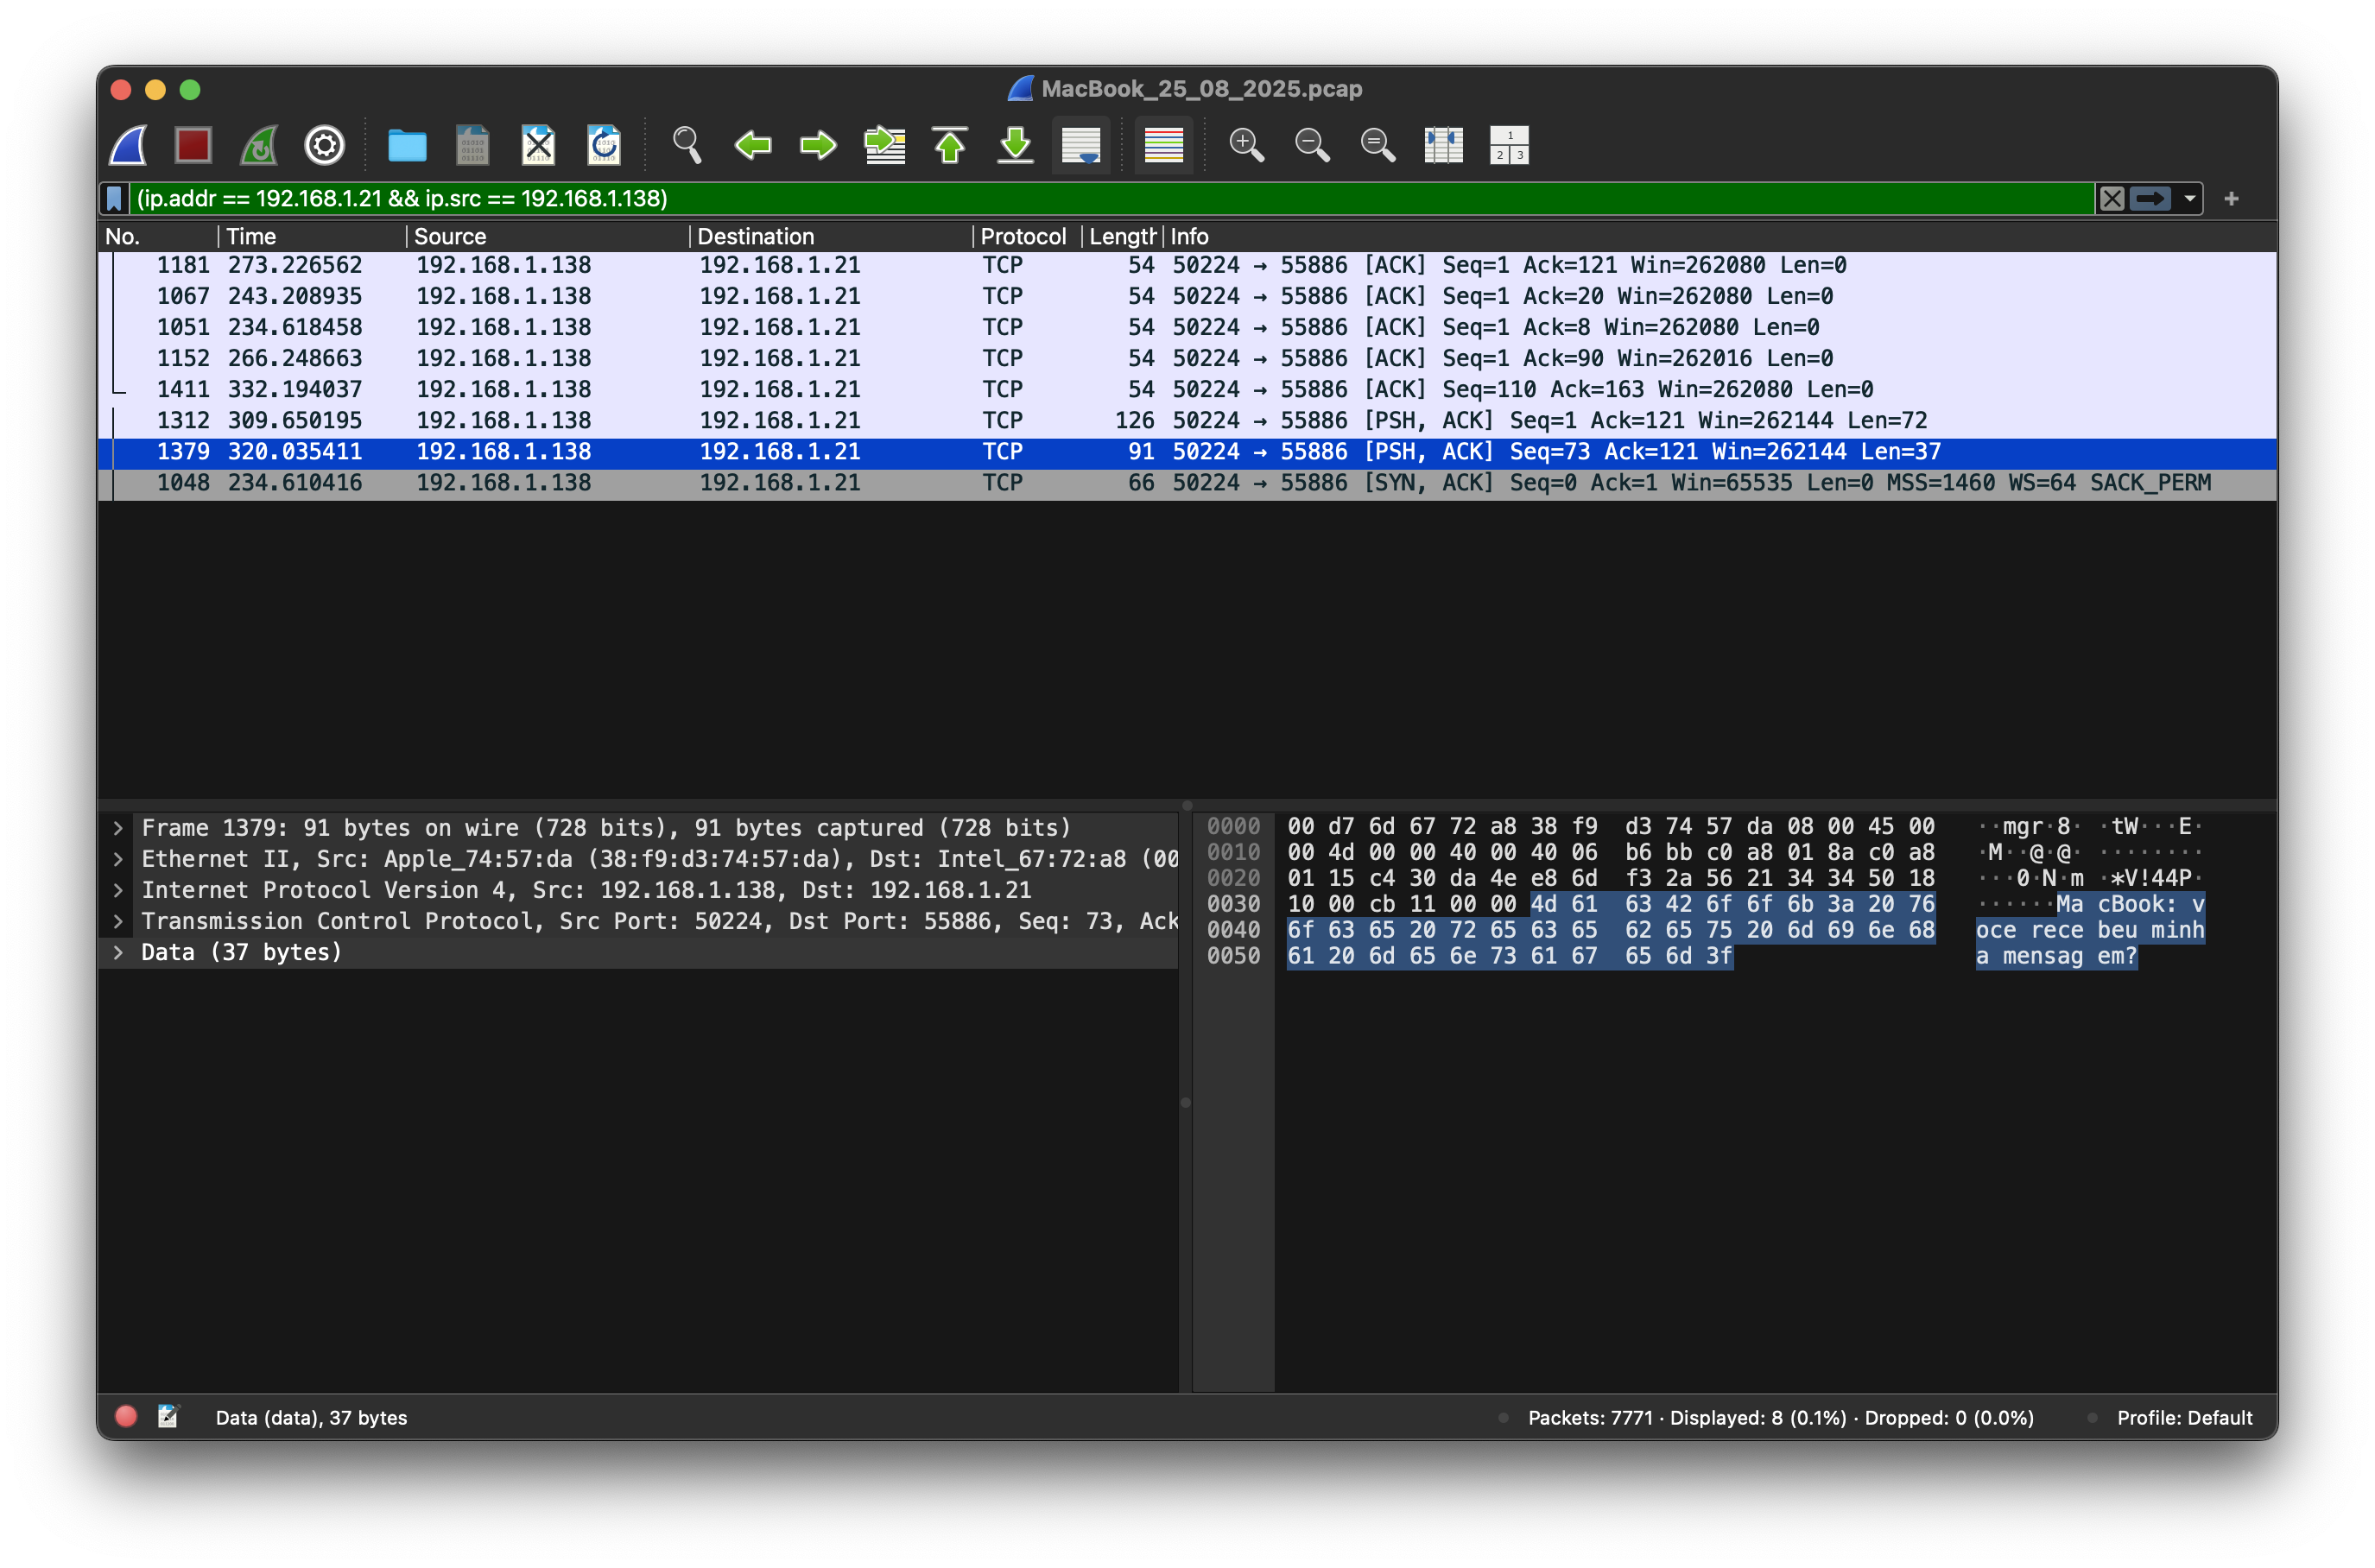 MacBook_25_08_2025.pcap
(ip.addr == 192.168.1.21 && ip.src == 192.168.1.138)
No. Time Source Destination Protocol Length Info
1181 273.226562 192.168.1.138 192.168.1.21 TCP 54 50224 → 55886 [ACK] Seq=1 Ack=121 Win=262080 Len=0
1067 243.208935 192.168.1.138 192.168.1.21 TCP 54 50224 → 55886 [ACK] Seq=1 Ack=20 Win=262080 Len=0
1051 234.618458 192.168.1.138 192.168.1.21 TCP 54 50224 → 55886 [ACK] Seq=1 Ack=8 Win=262080 Len=0
1152 266.248663 192.168.1.138 192.168.1.21 TCP 54 50224 → 55886 [ACK] Seq=1 Ack=90 Win=262016 Len=0
1411 332.194037 192.168.1.138 192.168.1.21 TCP 54 50224 → 55886 [ACK] Seq=110 Ack=163 Win=262080 Len=0
1312 309.650195 192.168.1.138 192.168.1.21 TCP 126 50224 → 55886 [PSH, ACK] Seq=1 Ack=121 Win=262144 Len=72
1379 320.035411 192.168.1.138 192.168.1.21 TCP 91 50224 → 55886 [PSH, ACK] Seq=73 Ack=121 Win=262144 Len=37
1048 234.610416 192.168.1.138 192.168.1.21 TCP 66 50224 → 55886 [SYN, ACK] Seq=0 Ack=1 Win=65535 Len=0 MSS=1460 WS=64 SACK_PERM
Frame 1379: 91 bytes on wire (728 bits), 91 bytes captured (728 bits)
Ethernet II, Src: Apple_74:57:da (38:f9:d3:74:57:da), Dst: Intel_67:72:a8 (00
Internet Protocol Version 4, Src: 192.168.1.138, Dst: 192.168.1.21
Transmission Control Protocol, Src Port: 50224, Dst Port: 55886, Seq: 73, Ack
Data (37 bytes)
0000 00 d7 6d 67 72 a8 38 f9 d3 74 57 da 08 00 45 00 ··mgr·8· ·tW···E·
0010 00 4d 00 00 40 00 40 06 b6 bb c0 a8 01 8a c0 a8 ·M··@·@· ········
0020 01 15 c4 30 da 4e e8 6d f3 2a 56 21 34 34 50 18 ···0·N·m ·*V!44P·
0030 10 00 cb 11 00 00 4d 61 63 42 6f 6f 6b 3a 20 76 ······Ma cBook: v
0040 6f 63 65 20 72 65 63 65 62 65 75 20 6d 69 6e 68 oce rece beu minh
0050 61 20 6d 65 6e 73 61 67 65 6d 3f a mensag em?
Data (data), 37 bytes
Packets: 7771 · Displayed: 8 (0.1%) · Dropped: 0 (0.0%)
Profile: Default